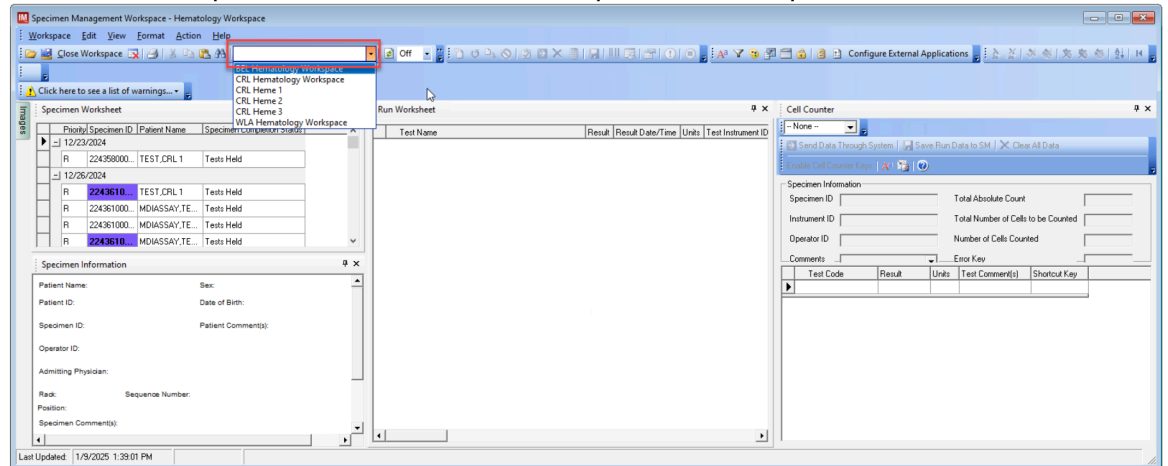 Specimen Management Workspace - Hematology Workspace
Workspace Edit View Format Action Help
Close Workspace Off Configure External Applications
BEL Hematology Workspace
CRL Hematology Workspace
CRL Heme 1
CRL Heme 2
CRL Heme 3
WLA Hematology Workspace
Click here to see a list of warnings...
Images
Specimen Worksheet
Priority Specimen ID Patient Name Specimen Completion Status
12/23/2024
R 224358000... TEST,CRL 1 Tests Held
12/26/2024
R 2243610... TEST,CRL 1 Tests Held
R 224361000... MDIASSAY,TE... Tests Held
R 224361000... MDIASSAY,TE... Tests Held
R 2243610... MDIASSAY,TE... Tests Held
Specimen Information
Patient Name: Sex:
Patient ID: Date of Birth:
Specimen ID: Patient Comment(s):
Operator ID:
Admitting Physician:
Rack: Sequence Number:
Position:
Specimen Comment(s):
Run Worksheet
Test Name Result Result Date/Time Units Test Instrument ID
Cell Counter
-- None --
Send Data Through System Save Run Data to SM Clear All Data
Enable Cell Counter Keys
Specimen Information
Specimen ID Total Absolute Count
Instrument ID Total Number of Cells to be Counted
Operator ID Number of Cells Counted
Comments Error Key
Test Code Result Units Test Comment(s) Shortcut Key
Last Updated: 1/9/2025 1:39:01 PM